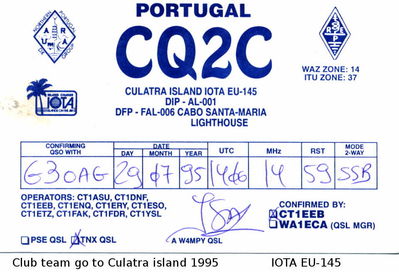 PORTUGAL
CQ2C
WAZ ZONE: 14
ITU ZONE: 37
CULATRA ISLAND IOTA EU-145
DIP - AL-001
DFP - FAL-006 CABO SANTA-MARIA
LIGHTHOUSE
IOTA
CONFIRMING QSO WITH DATE DAY MONTH YEAR UTC MHz RST MODE 2-WAY
G3OAG 29 07 95 1406 14 59 SSB
OPERATORS: CT1ASU, CT1DNF,
CT1EEB, CT1ENQ, CT1ERY, CT1ESO,
CT1ETZ, CT1FAK, CT1FDR, CT1YSL
CONFIRMED BY:
CT1EEB
WA1ECA (QSL MGR)
PSE QSL TNX QSL
A W4MPY QSL
Club team go to Culatra island 1995 IOTA EU-145